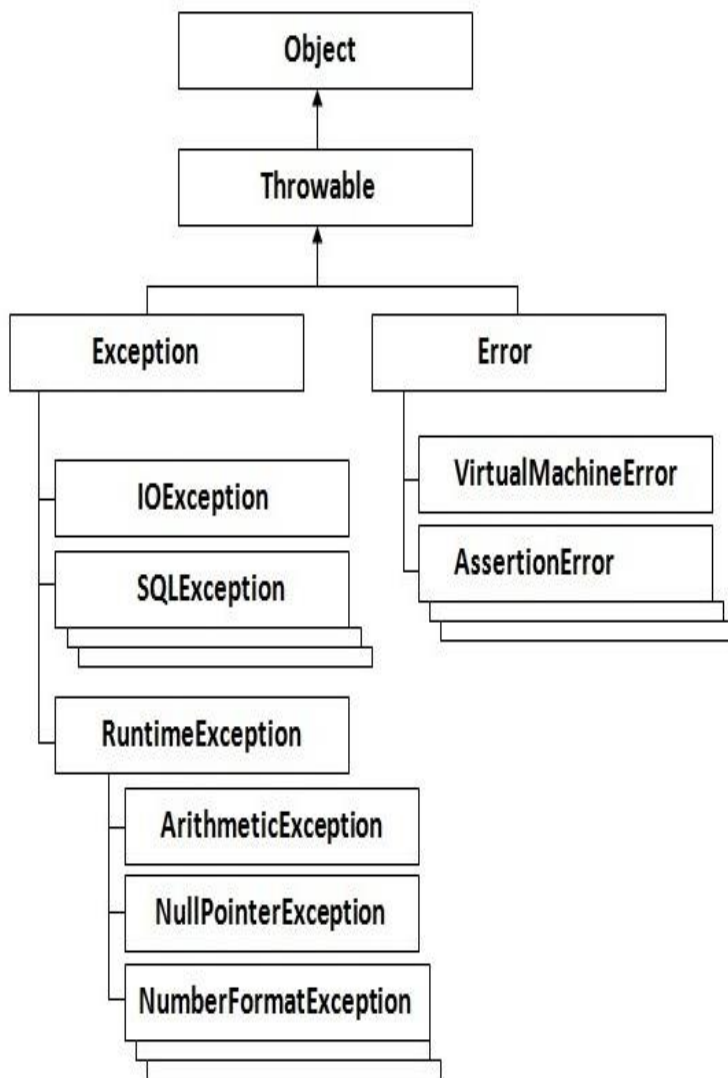 Object
Throwable
Exception
Error
IOException
SQLException
RuntimeException
ArithmeticException
NullPointerException
NumberFormatException
VirtualMachineError
AssertionError